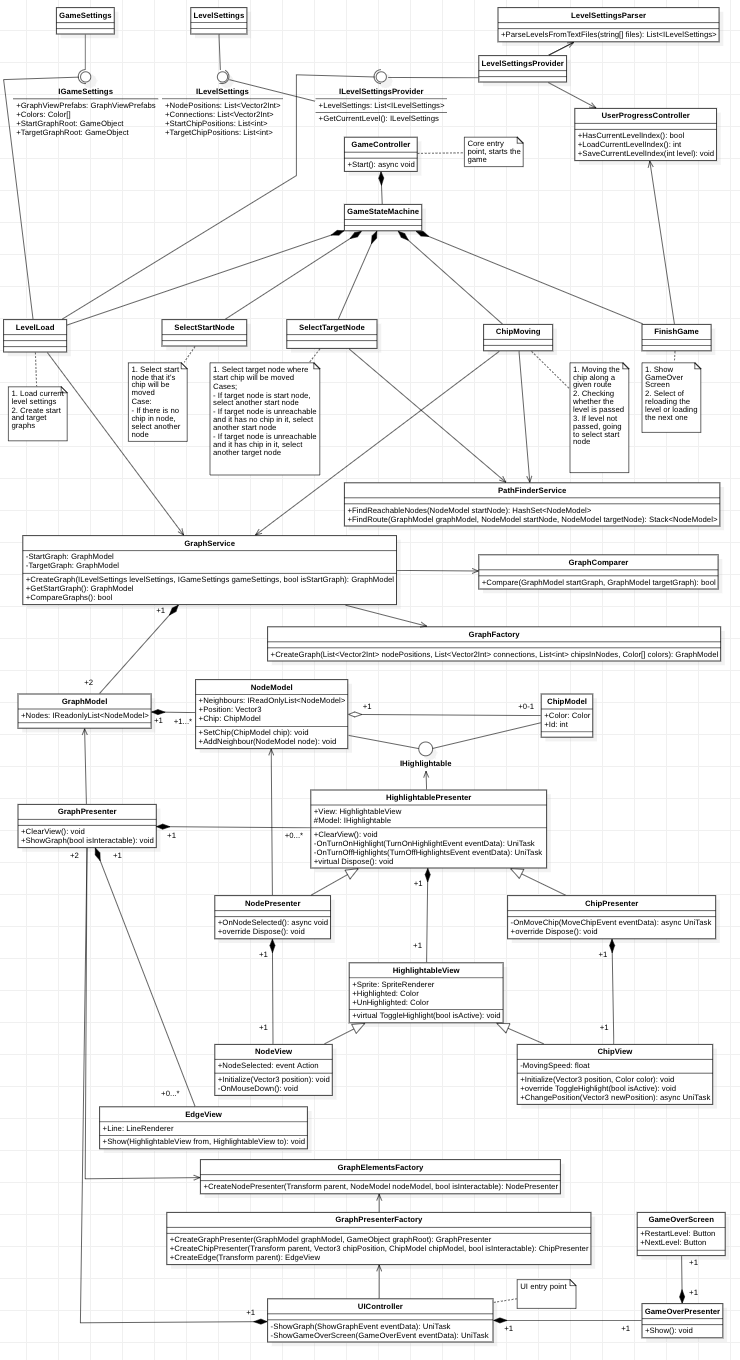 GameSettings
LevelSettings
LevelSettingsParser
+ParseLevelsFromTextFiles(string[] files): List<ILevelSettings>
LevelSettingsProvider
IGameSettings
+GraphViewPrefabs: GraphViewPrefabs
+Colors: Color[]
+StartGraphRoot: GameObject
+TargetGraphRoot: GameObject
ILevelSettings
+NodePositions: List<Vector2Int>
+Connections: List<Vector2Int>
+StartChipPositions: List<int>
+TargetChipPositions: List<int>
ILevelSettingsProvider
+LevelSettings: List<ILevelSettings>
+GetCurrentLevel(): ILevelSettings
UserProgressController
+HasCurrentLevelIndex(): bool
+LoadCurrentLevelIndex(): int
+SaveCurrentLevelIndex(int level): void
GameController
+Start(): async void
Core entry
point, starts the
game
GameStateMachine
LevelLoad
SelectStartNode
SelectTargetNode
ChipMoving
FinishGame
1. Load current
level settings
2. Create start
and target
graphs
1. Select start
node that it's
chip will be
moved
Case:
- If there is no
chip in node,
select another
node
1. Select target node where
start chip will be moved
Cases;
- If target node is start node,
select another start node
- If target node is unreachable
and it has no chip in it, select
another start node
- If target node is unreachable
and it has chip in it, select
another target node
1. Moving the
chip along a
given route
2. Checking
whether the
level is passed
3. If level not
passed, going
to select start
node
1. Show
GameOver
Screen
2. Select of
reloading the
level or loading
the next one
PathFinderService
+FindReachableNodes(NodeModel startNode): HashSet<NodeModel>
+FindRoute(GraphModel graphModel, NodeModel startNode, NodeModel targetNode): Stack<NodeModel>
GraphService
-StartGraph: GraphModel
-TargetGraph: GraphModel
+CreateGraph(ILevelSettings levelSettings, IGameSettings gameSettings, bool isStartGraph): GraphModel
+GetStartGraph(): GraphModel
+CompareGraphs(): bool
GraphComparer
+Compare(GraphModel startGraph, GraphModel targetGraph): bool
+1
GraphFactory
+CreateGraph(List<Vector2Int> nodePositions, List<Vector2Int> connections, List<int> chipsInNodes, Color[] colors): GraphModel
+2
GraphModel
+Nodes: IReadonlyList<NodeModel>
+1
+1...*
NodeModel
+Neighbours: IReadOnlyList<NodeModel>
+Position: Vector3
+Chip: ChipModel
+SetChip(ChipModel chip): void
+AddNeighbour(NodeModel node): void
+1
+0-1
ChipModel
+Color: Color
+Id: int
IHighlightable
HighlightablePresenter
+View: HighlightableView
#Model: IHighlightable
+ClearView(): void
-OnTurnOnHighlight(TurnOnHighlightEvent eventData): UniTask
-OnTurnOffHighlights(TurnOffHighlightsEvent eventData): UniTask
+virtual Dispose(): void
GraphPresenter
+ClearView(): void
+ShowGraph(bool isInteractable): void
+1
+0...*
+2
+1
+1
NodePresenter
+OnNodeSelected(): async void
+override Dispose(): void
ChipPresenter
-OnMoveChip(MoveChipEvent eventData): async UniTask
+override Dispose(): void
+1
+1
+1
HighlightableView
+Sprite: SpriteRenderer
+Highlighted: Color
+UnHighlighted: Color
+virtual ToggleHighlight(bool isActive): void
+1
+1
NodeView
+NodeSelected: event Action
+Initialize(Vector3 position): void
-OnMouseDown(): void
ChipView
-MovingSpeed: float
+Initialize(Vector3 position, Color color): void
+override ToggleHighlight(bool isActive): void
+ChangePosition(Vector3 newPosition): async UniTask
+0...*
EdgeView
+Line: LineRenderer
+Show(HighlightableView from, HighlightableView to): void
GraphElementsFactory
+CreateNodePresenter(Transform parent, NodeModel nodeModel, bool isInteractable): NodePresenter
GraphPresenterFactory
+CreateGraphPresenter(GraphModel graphModel, GameObject graphRoot): GraphPresenter
+CreateChipPresenter(Transform parent, Vector3 chipPosition, ChipModel chipModel, bool isInteractable): ChipPresenter
+CreateEdge(Transform parent): EdgeView
GameOverScreen
+RestartLevel: Button
+NextLevel: Button
+1
UI entry point
+1
+1
UIController
-ShowGraph(ShowGraphEvent eventData): UniTask
-ShowGameOverScreen(GameOverEvent eventData): UniTask
+1
+1
GameOverPresenter
+Show(): void